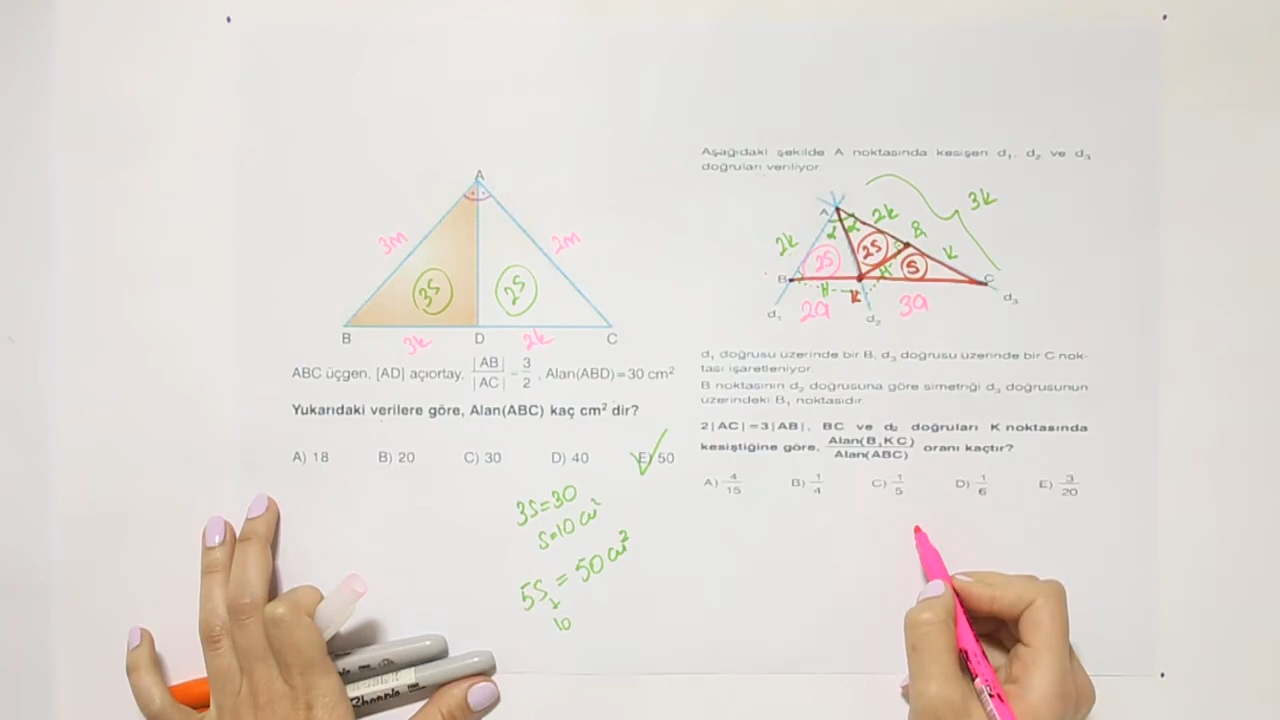 A
3m
2m
3S
2S
B
D
C
3k
2k
ABC üçgen, [AD] açıortay, |AB| / |AC| = 3/2, Alan(ABD)=30 cm²
Yukarıdaki verilere göre, Alan(ABC) kaç cm² dir?
A) 18 B) 20 C) 30 D) 40 E) 50
3S=30
S=10 cm²
5S = 50 cm²
10
Aşağıdaki şekilde A noktasında kesişen d₁, d₂ ve d₃
doğruları veriliyor.
A
2k
3k
2k
B₁
k
2S
2S
S
B
K
C
2a
3a
d₁
d₂
d₃
d₁ doğrusu üzerinde bir B, d₃ doğrusu üzerinde bir C nok-
tası işaretleniyor.
B noktasının d₂ doğrusuna göre simetriği d₃ doğrusunun
üzerindeki B₁ noktasıdır.
2|AC|=3|AB|, BC ve d₂ doğruları K noktasında
kesiştiğine göre, Alan(B₁KC) / Alan(ABC) oranı kaçtır?
A) 4/15 B) 1/4 C) 1/5 D) 1/6 E) 3/20
Sharpie